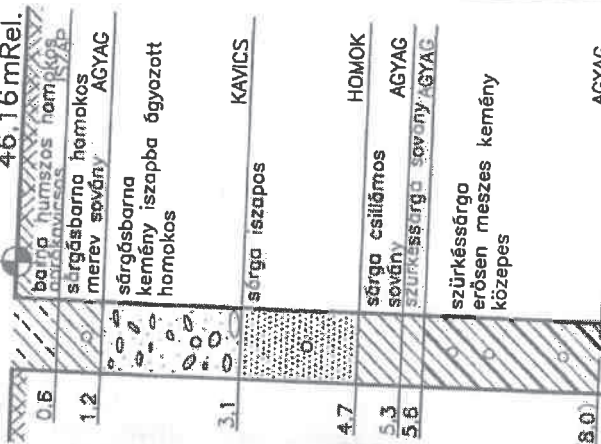 46,16 mRel.
barna humszos homokos
ISZAP
0.6
sárgásbarna homokos
merev sovány AGYAG
1.2
sárgásbarna
kemény iszapba ágyazott
homokos KAVICS
3.1
sárga iszapos
HOMOK
4.7
sárga csillámos
sovány AGYAG
5.3
szürkéssárga sovány AGYAG
5.6
szürkéssárga
erősen meszes kemény
közepes AGYAG
8.0